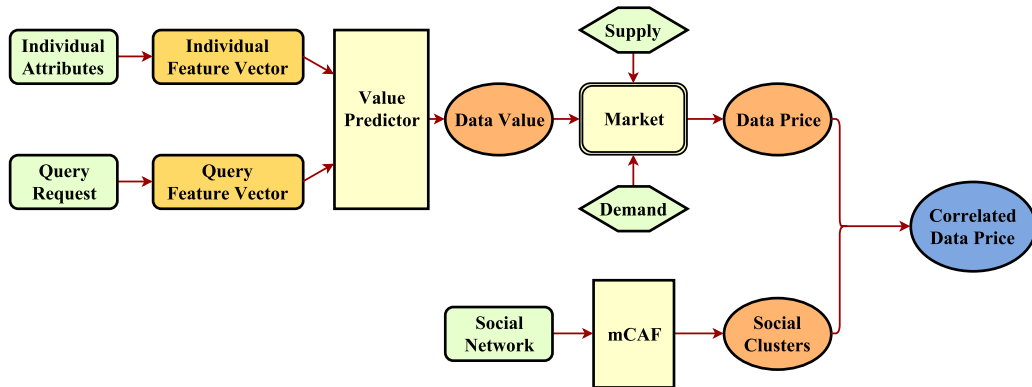 Individual
Attributes
Individual
Feature Vector
Query
Request
Query
Feature Vector
Value
Predictor
Data Value
Supply
Market
Demand
Data Price
Social
Network
mCAF
Social
Clusters
Correlated
Data Price